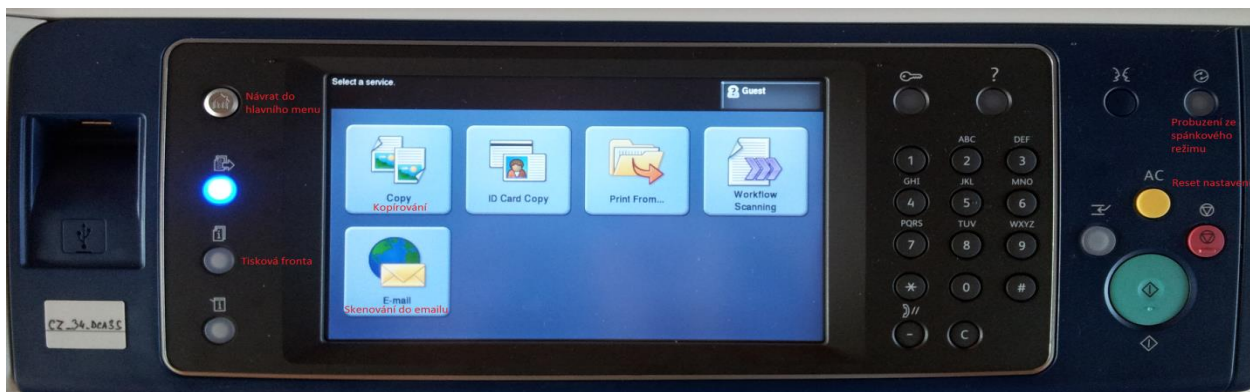 Select a service.
Guest
Návrat do
hlavního menu
Copy
Kopírování
ID Card Copy
Print From...
Workflow
Scanning
Tisková fronta
E-mail
Skenování do emailu
?
ABC
DEF
1
2
3
GHI
JKL
MNO
4
5
6
PQRS
TUV
WXYZ
7
8
9
*
0
#
-
C
Probuzení ze
spánkového
režimu
AC
Reset nastavení